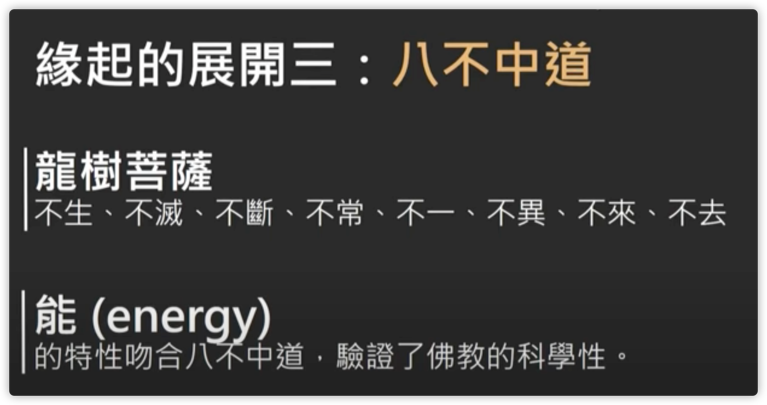 緣起的展開三：八不中道
龍樹菩薩
不生、不滅、不斷、不常、不一、不異、不來、不去
能 (energy)
的特性吻合八不中道，驗證了佛教的科學性。